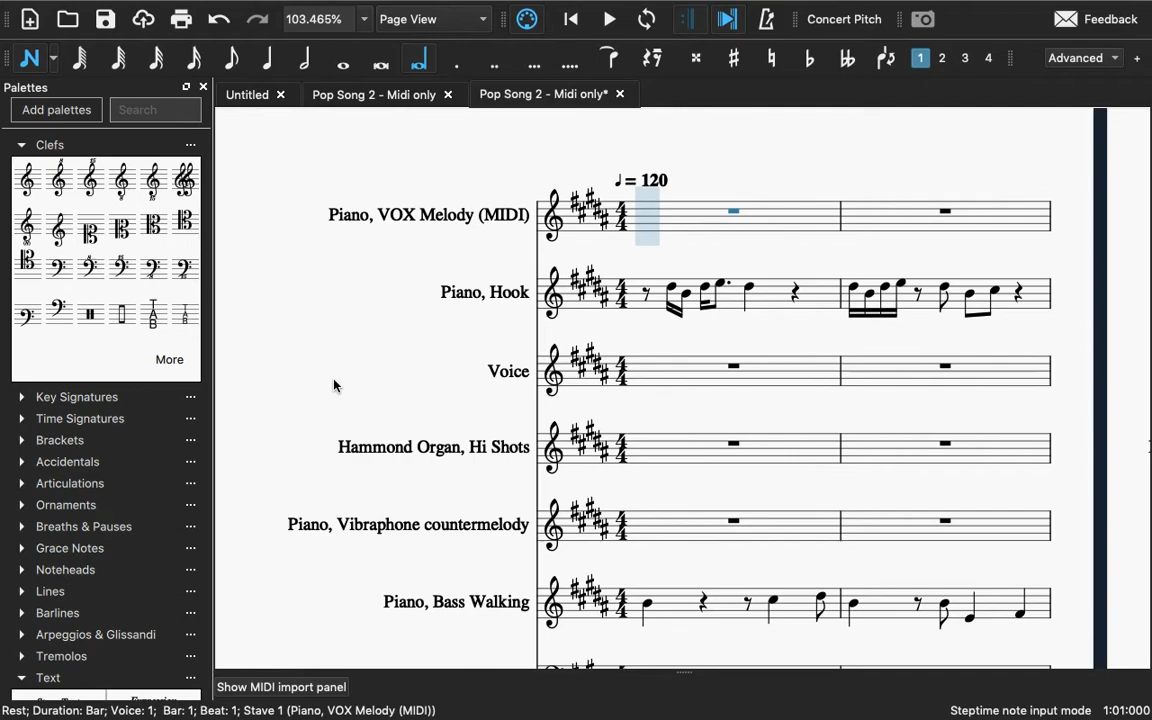 103.465% Page View Concert Pitch Feedback
1 2 3 4 Advanced +
Palettes
Untitled Pop Song 2 - Midi only Pop Song 2 - Midi only*
Add palettes Search
Clefs
More
Key Signatures
Time Signatures
Brackets
Accidentals
Articulations
Ornaments
Breaths & Pauses
Grace Notes
Noteheads
Lines
Barlines
Arpeggios & Glissandi
Tremolos
Text
♩= 120
Piano, VOX Melody (MIDI)
Piano, Hook
Voice
Hammond Organ, Hi Shots
Piano, Vibraphone countermelody
Piano, Bass Walking
Show MIDI import panel
Rest; Duration: Bar; Voice: 1; Bar: 1; Beat: 1; Stave 1 (Piano, VOX Melody (MIDI)) Steptime note input mode 1:01:000